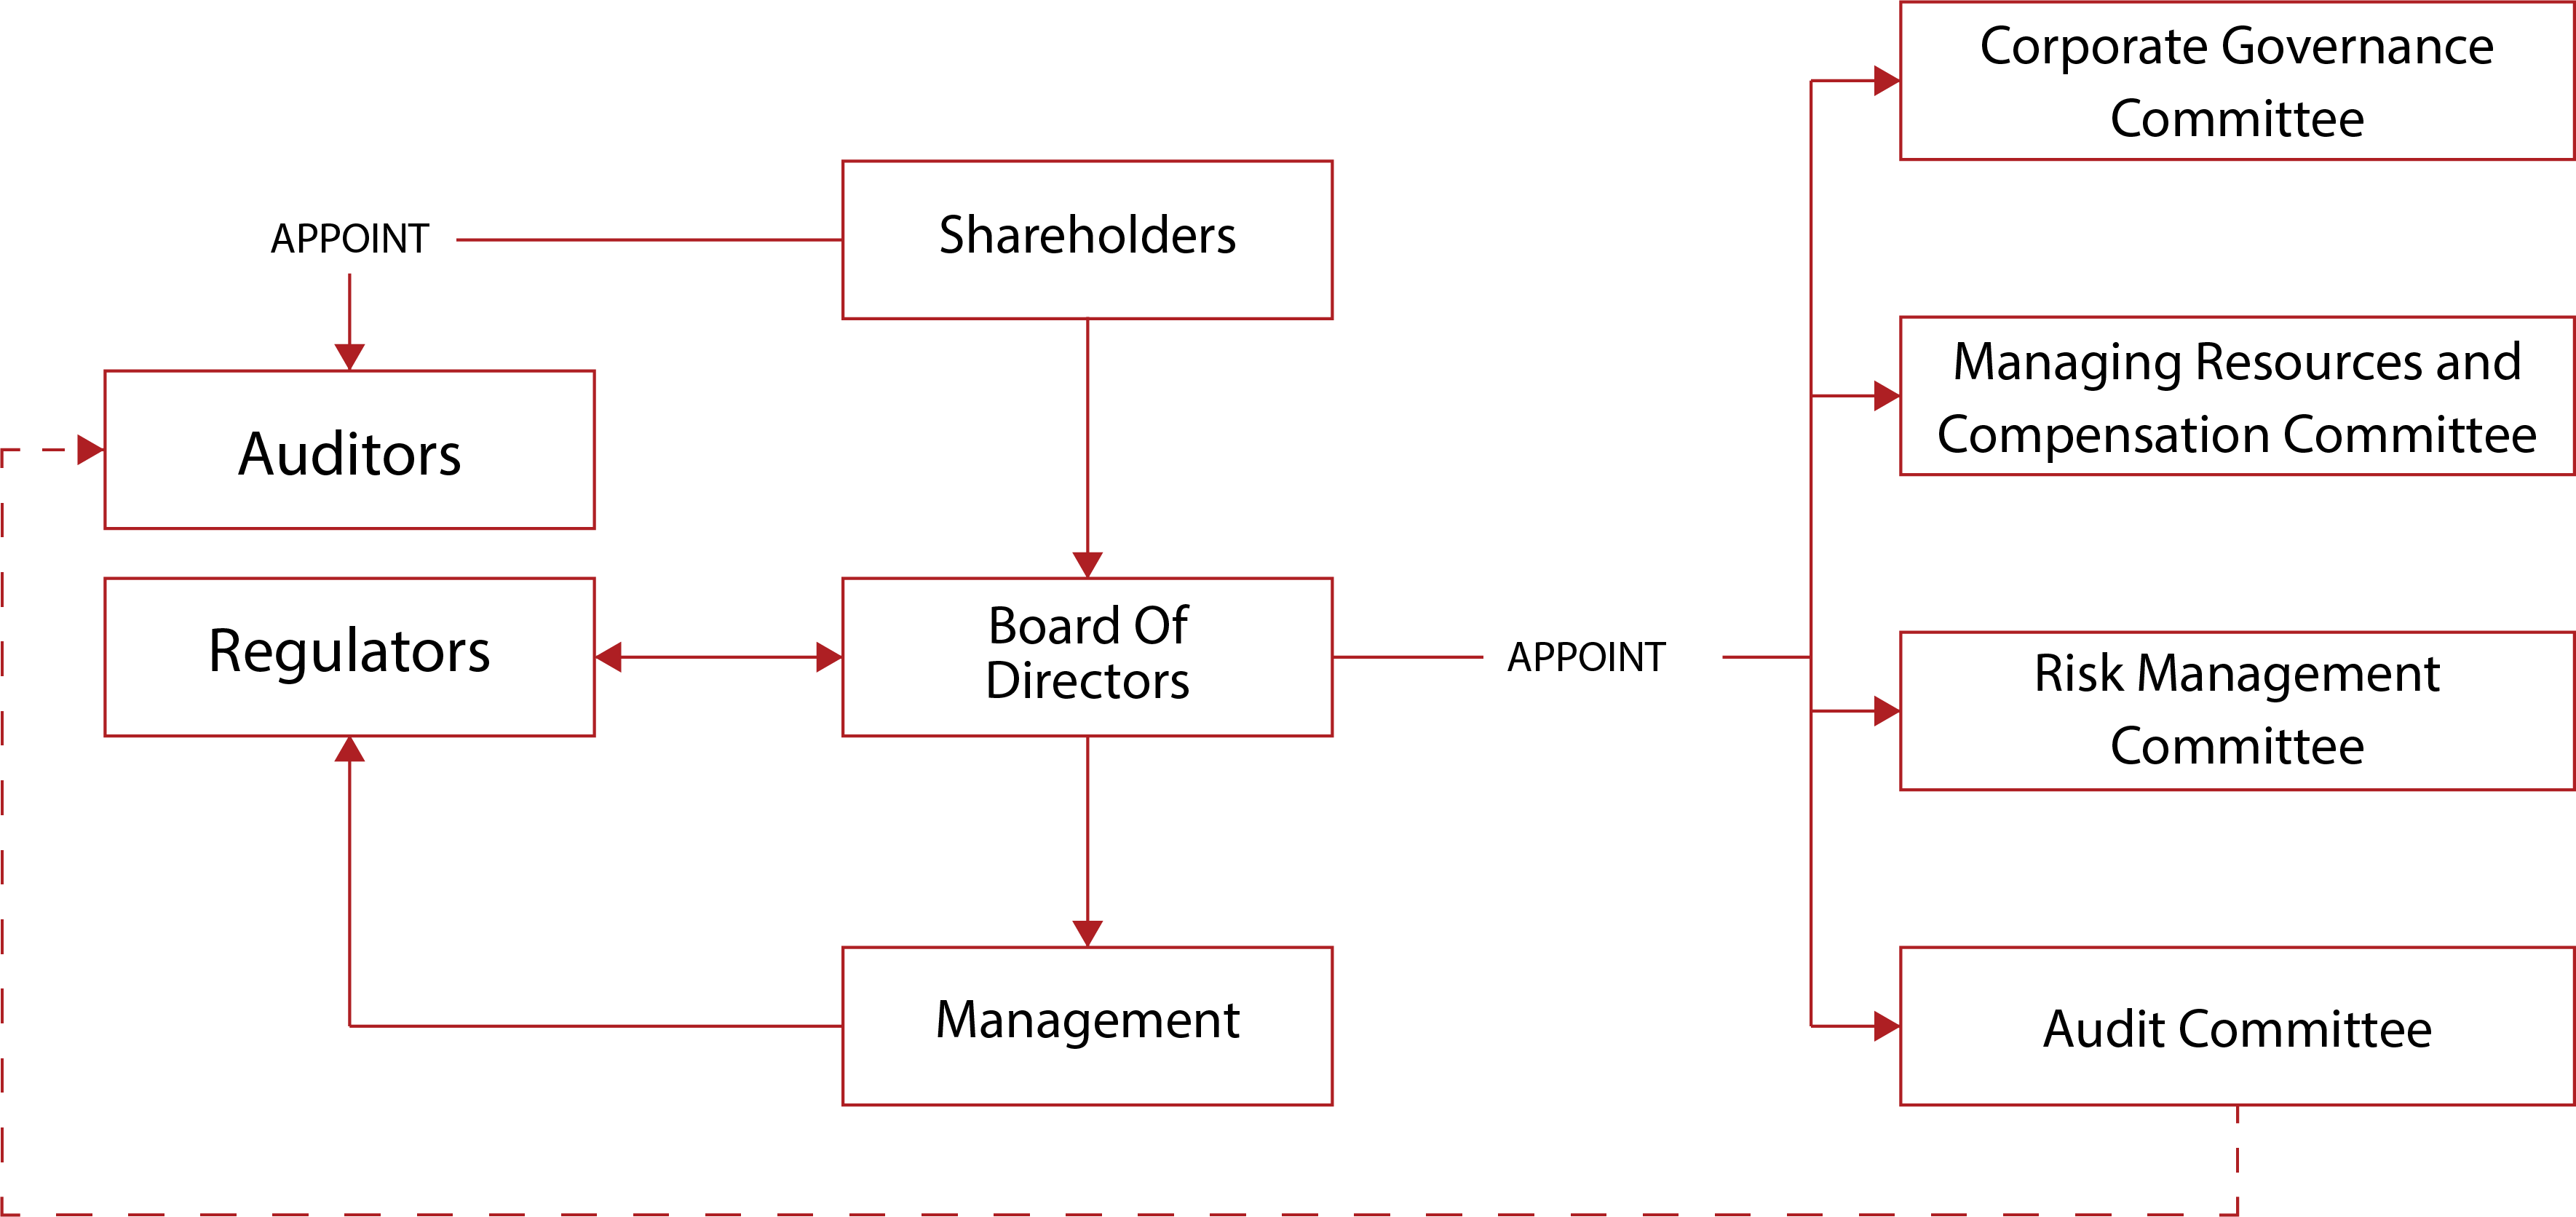 Corporate Governance
Committee
Shareholders
APPOINT
Managing Resources and
Compensation Committee
Auditors
Board Of
Directors
Regulators
APPOINT
Risk Management
Committee
Management
Audit Committee